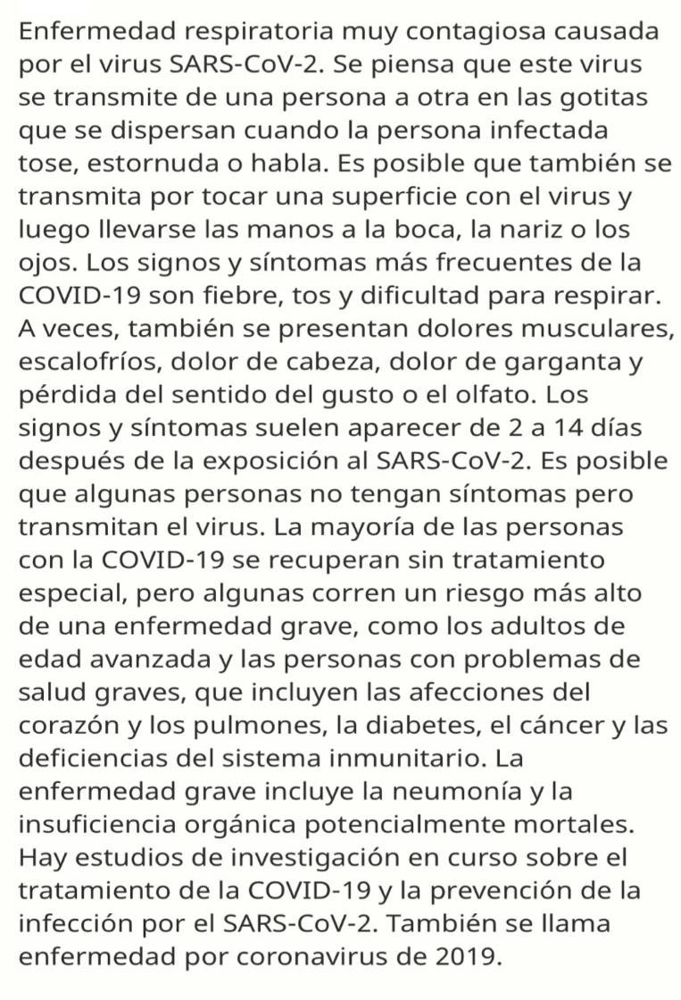 Enfermedad respiratoria muy contagiosa causada
por el virus SARS-CoV-2. Se piensa que este virus
se transmite de una persona a otra en las gotitas
que se dispersan cuando la persona infectada
tose, estornuda o habla. Es posible que también se
transmita por tocar una superficie con el virus y
luego llevarse las manos a la boca, la nariz o los
ojos. Los signos y síntomas más frecuentes de la
COVID-19 son fiebre, tos y dificultad para respirar.
A veces, también se presentan dolores musculares,
escalofríos, dolor de cabeza, dolor de garganta y
pérdida del sentido del gusto o el olfato. Los
signos y síntomas suelen aparecer de 2 a 14 días
después de la exposición al SARS-CoV-2. Es posible
que algunas personas no tengan síntomas pero
transmitan el virus. La mayoría de las personas
con la COVID-19 se recuperan sin tratamiento
especial, pero algunas corren un riesgo más alto
de una enfermedad grave, como los adultos de
edad avanzada y las personas con problemas de
salud graves, que incluyen las afecciones del
corazón y los pulmones, la diabetes, el cáncer y las
deficiencias del sistema inmunitario. La
enfermedad grave incluye la neumonía y la
insuficiencia orgánica potencialmente mortales.
Hay estudios de investigación en curso sobre el
tratamiento de la COVID-19 y la prevención de la
infección por el SARS-CoV-2. También se llama
enfermedad por coronavirus de 2019.